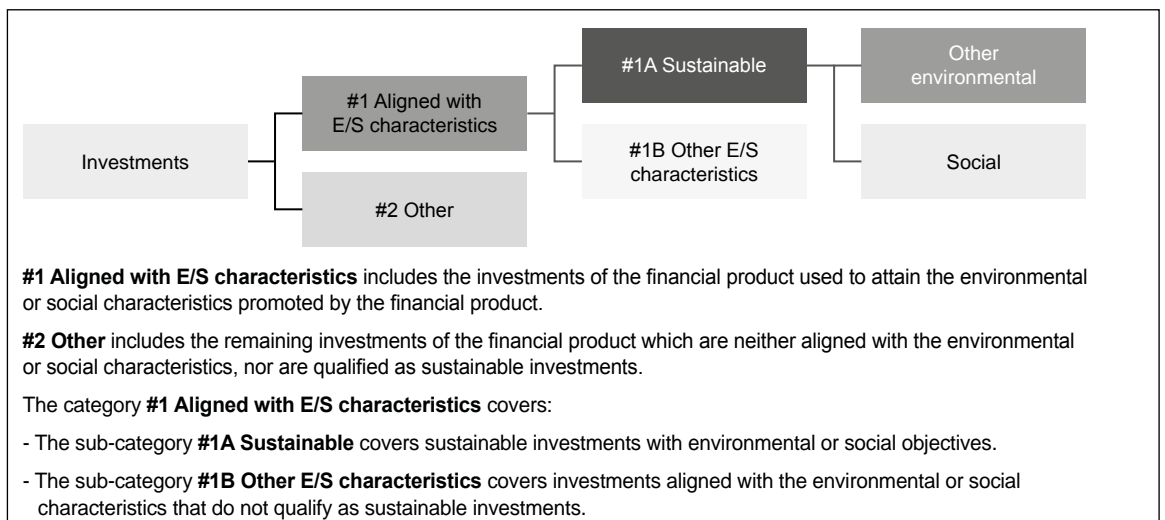 Investments
#1 Aligned with
E/S characteristics
#2 Other
#1A Sustainable
#1B Other E/S
characteristics
Other
environmental
Social
#1 Aligned with E/S characteristics includes the investments of the financial product used to attain the environmental
or social characteristics promoted by the financial product.
#2 Other includes the remaining investments of the financial product which are neither aligned with the environmental
or social characteristics, nor are qualified as sustainable investments.
The category #1 Aligned with E/S characteristics covers:
- The sub-category #1A Sustainable covers sustainable investments with environmental or social objectives.
- The sub-category #1B Other E/S characteristics covers investments aligned with the environmental or social
characteristics that do not qualify as sustainable investments.